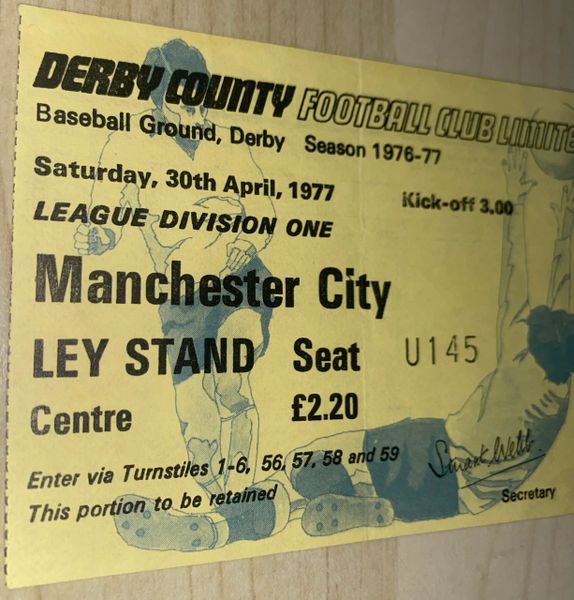 DERBY COUNTY FOOTBALL CLUB LIMITE
Baseball Ground, Derby Season 1976-77
Saturday, 30th April, 1977 Kick-off 3.00
LEAGUE DIVISION ONE
Manchester City
LEY STAND Seat U145
Centre £2.20
Enter via Turnstiles 1-6, 56, 57, 58 and 59
This portion to be retained
Stuart Webb
Secretary